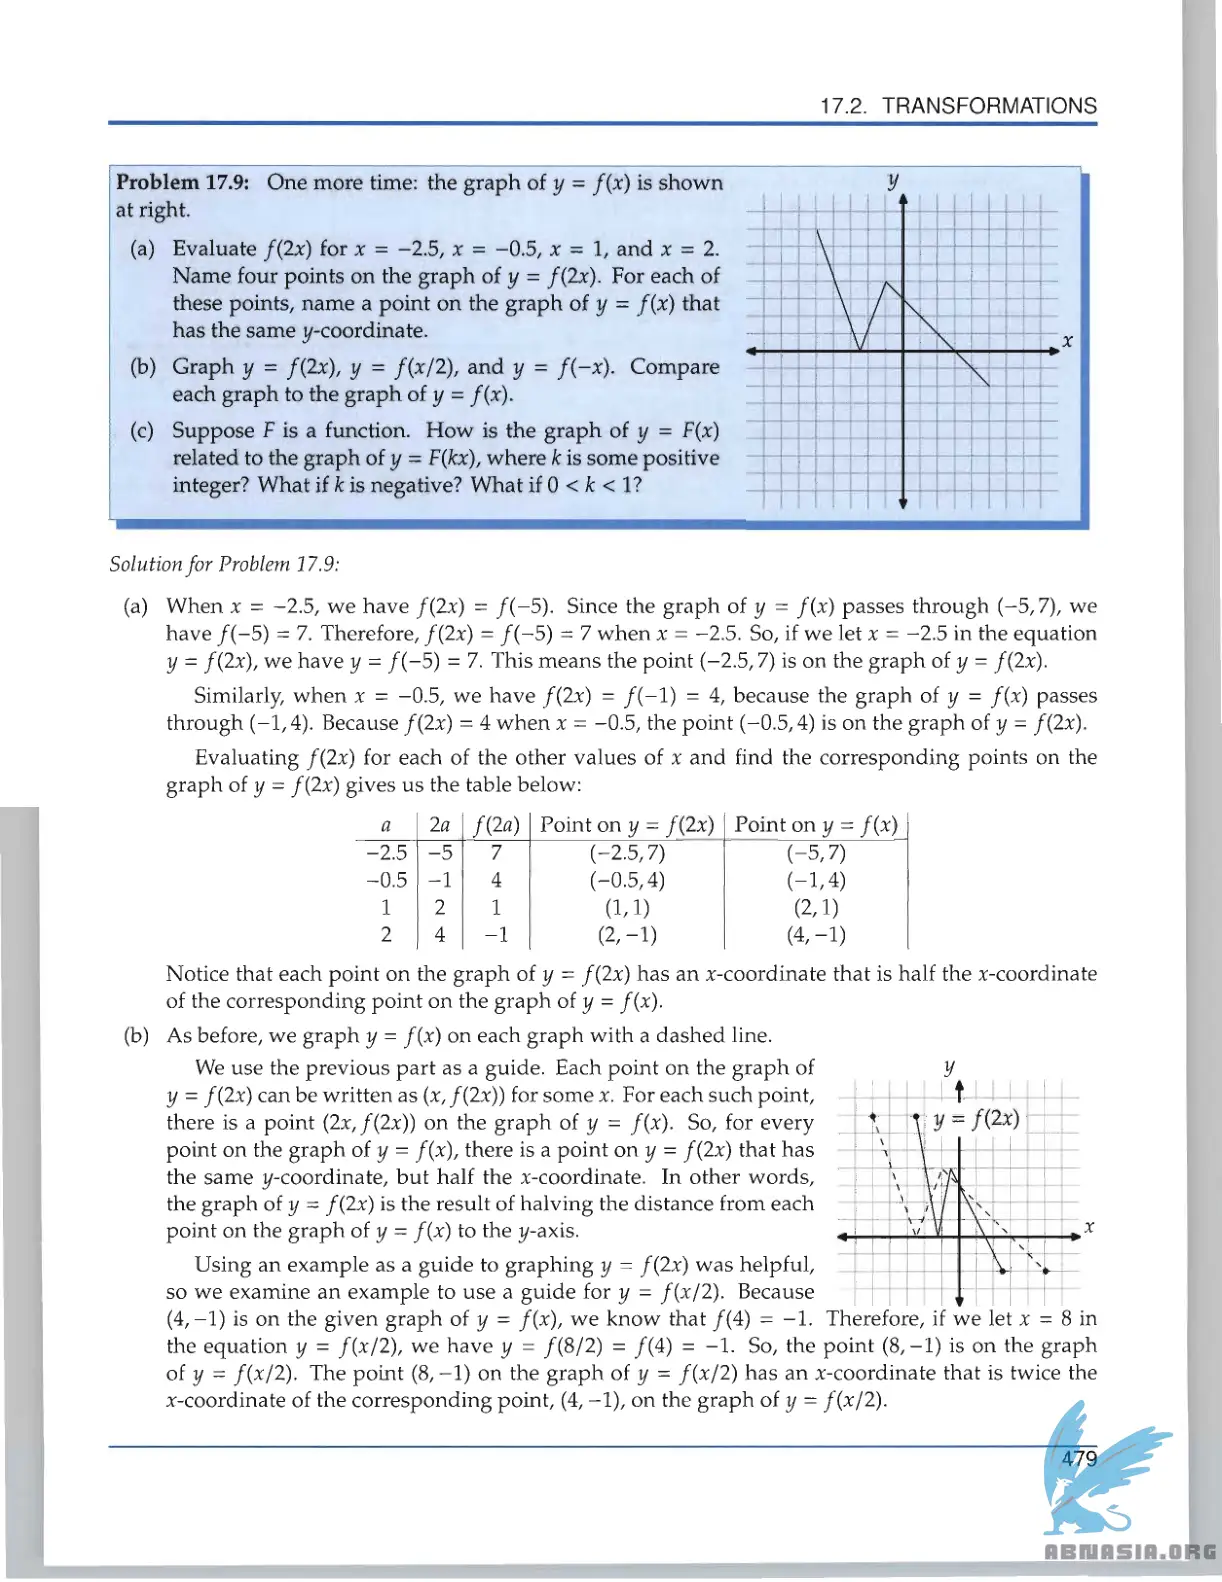 17.2. TRANSFORMATIONS
Problem 17.9: One more time: the graph of y = f(x) is shown
at right.
(a) Evaluate f(2x) for x = −2.5, x = −0.5, x = 1, and x = 2.
Name four points on the graph of y = f(2x). For each of
these points, name a point on the graph of y = f(x) that
has the same y-coordinate.
(b) Graph y = f(2x), y = f(x/2), and y = f(−x). Compare
each graph to the graph of y = f(x).
(c) Suppose F is a function. How is the graph of y = F(x)
related to the graph of y = F(kx), where k is some positive
integer? What if k is negative? What if 0 < k < 1?
y
x
Solution for Problem 17.9:
(a) When x = −2.5, we have f(2x) = f(−5). Since the graph of y = f(x) passes through (−5,7), we
have f(−5) = 7. Therefore, f(2x) = f(−5) = 7 when x = −2.5. So, if we let x = −2.5 in the equation
y = f(2x), we have y = f(−5) = 7. This means the point (−2.5,7) is on the graph of y = f(2x).
Similarly, when x = −0.5, we have f(2x) = f(−1) = 4, because the graph of y = f(x) passes
through (−1,4). Because f(2x) = 4 when x = −0.5, the point (−0.5,4) is on the graph of y = f(2x).
Evaluating f(2x) for each of the other values of x and find the corresponding points on the
graph of y = f(2x) gives us the table below:
a 2a f(2a) Point on y = f(2x) Point on y = f(x)
−2.5 −5 7 (−2.5,7) (−5,7)
−0.5 −1 4 (−0.5,4) (−1,4)
1 2 1 (1,1) (2,1)
2 4 −1 (2,−1) (4,−1)
Notice that each point on the graph of y = f(2x) has an x-coordinate that is half the x-coordinate
of the corresponding point on the graph of y = f(x).
(b) As before, we graph y = f(x) on each graph with a dashed line.
We use the previous part as a guide. Each point on the graph of
y = f(2x) can be written as (x, f(2x)) for some x. For each such point,
there is a point (2x, f(2x)) on the graph of y = f(x). So, for every
point on the graph of y = f(x), there is a point on y = f(2x) that has
the same y-coordinate, but half the x-coordinate. In other words,
the graph of y = f(2x) is the result of halving the distance from each
point on the graph of y = f(x) to the y-axis.
y
y = f(2x)
x
Using an example as a guide to graphing y = f(2x) was helpful,
so we examine an example to use a guide for y = f(x/2). Because
(4,−1) is on the given graph of y = f(x), we know that f(4) = −1. Therefore, if we let x = 8 in
the equation y = f(x/2), we have y = f(8/2) = f(4) = −1. So, the point (8,−1) is on the graph
of y = f(x/2). The point (8,−1) on the graph of y = f(x/2) has an x-coordinate that is twice the
x-coordinate of the corresponding point, (4, −1), on the graph of y = f(x/2).
479
ABNASIA.ORG